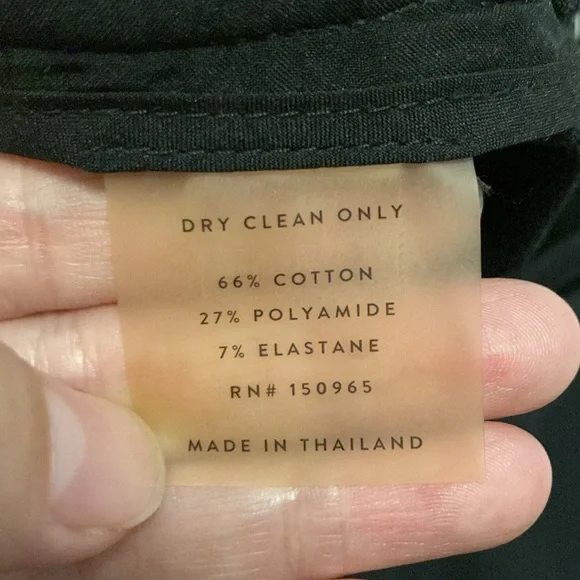 DRY CLEAN ONLY
66% COTTON
27% POLYAMIDE
7% ELASTANE
RN# 150965
MADE IN THAILAND